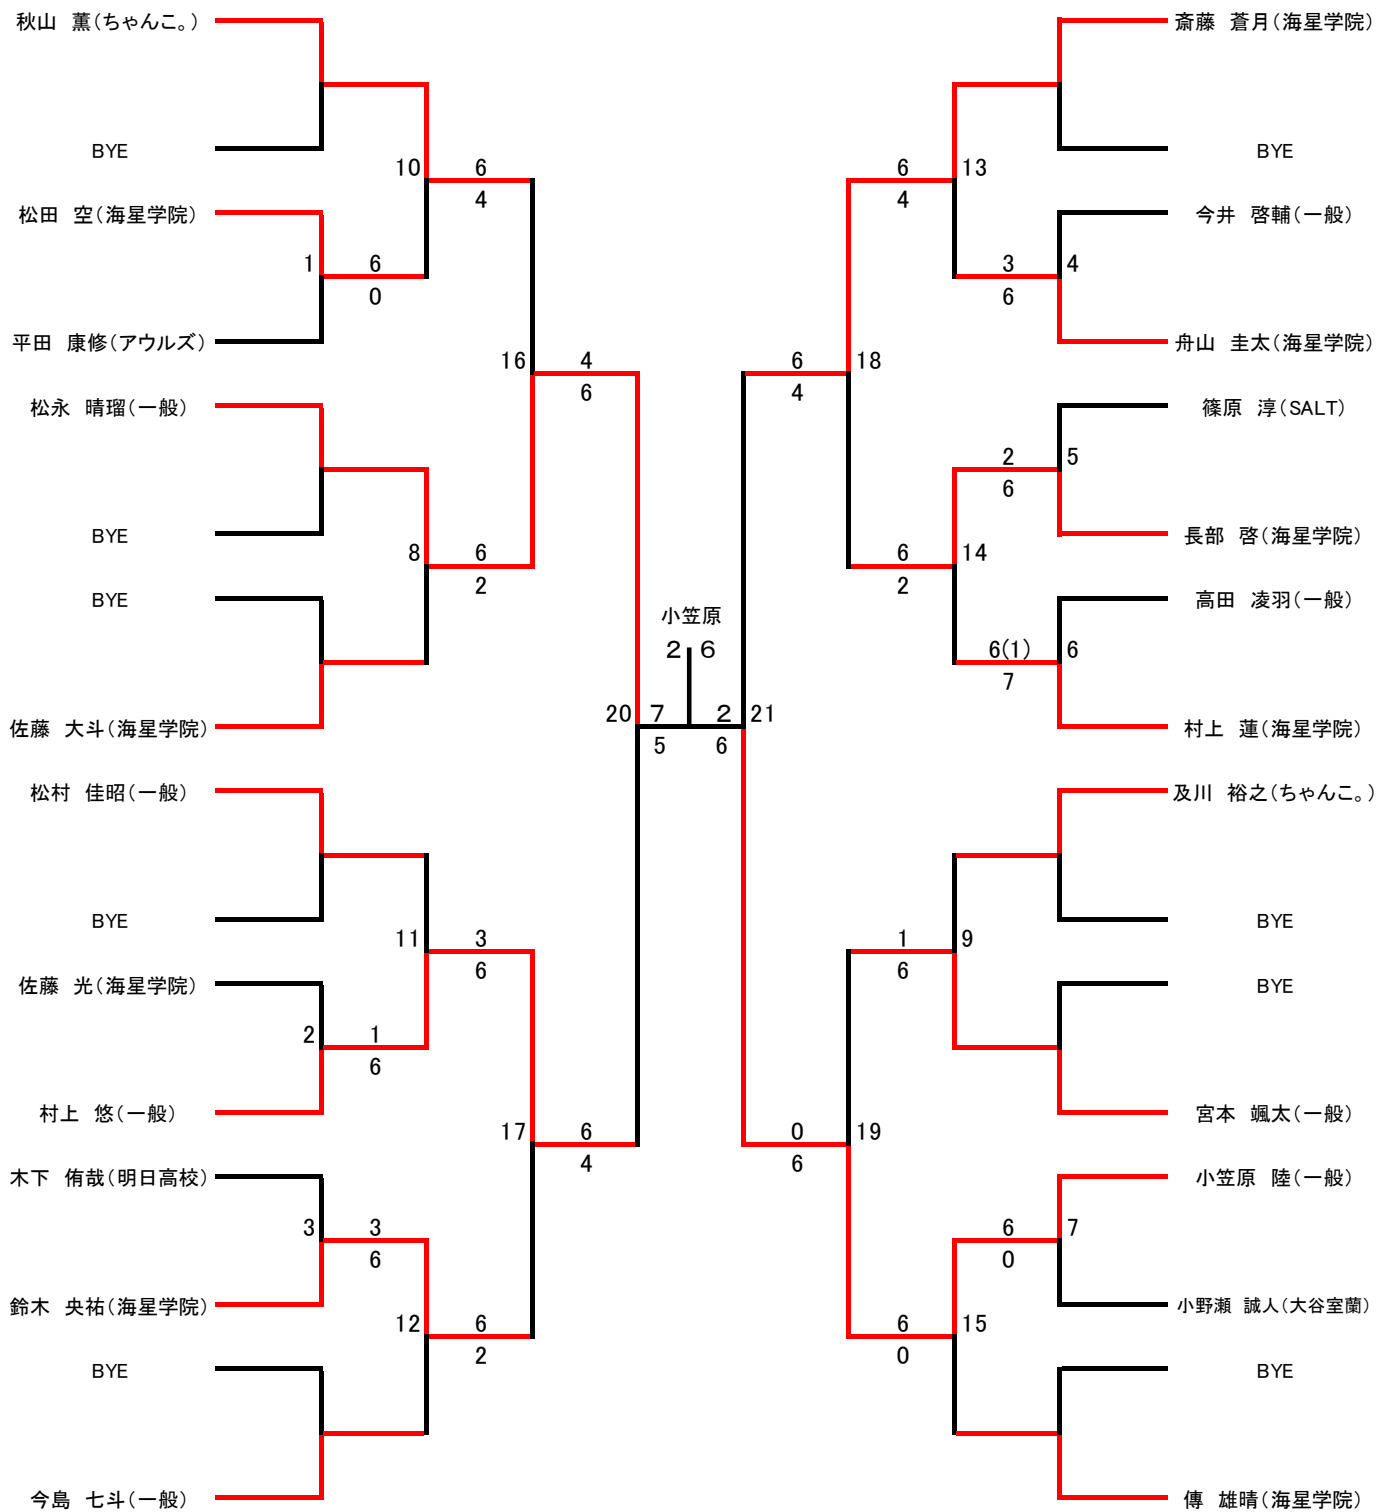 秋山 薫(ちゃんこ。)
斎藤 蒼月(海星学院)
BYE
BYE
10
6
4
6
4
13
松田 空(海星学院)
今井 啓輔(一般)
1
6
0
3
6
4
平田 康修(アウルズ)
舟山 圭太(海星学院)
16
4
6
6
4
18
松永 晴瑠(一般)
篠原 淳(SALT)
2
6
5
BYE
長部 啓(海星学院)
8
6
2
6
2
14
BYE
高田 凌羽(一般)
小笠原
2 6
6(1)
7
6
佐藤 大斗(海星学院)
村上 蓮(海星学院)
20
7
5
2
6
21
松村 佳昭(一般)
及川 裕之(ちゃんこ。)
BYE
BYE
11
3
6
1
6
9
佐藤 光(海星学院)
BYE
2
1
6
村上 悠(一般)
宮本 颯太(一般)
17
6
4
0
6
19
木下 侑哉(明日高校)
小笠原 陸(一般)
3
3
6
6
0
7
鈴木 央祐(海星学院)
小野瀬 誠人(大谷室蘭)
12
6
2
6
0
15
BYE
BYE
今島 七斗(一般)
傳 雄晴(海星学院)